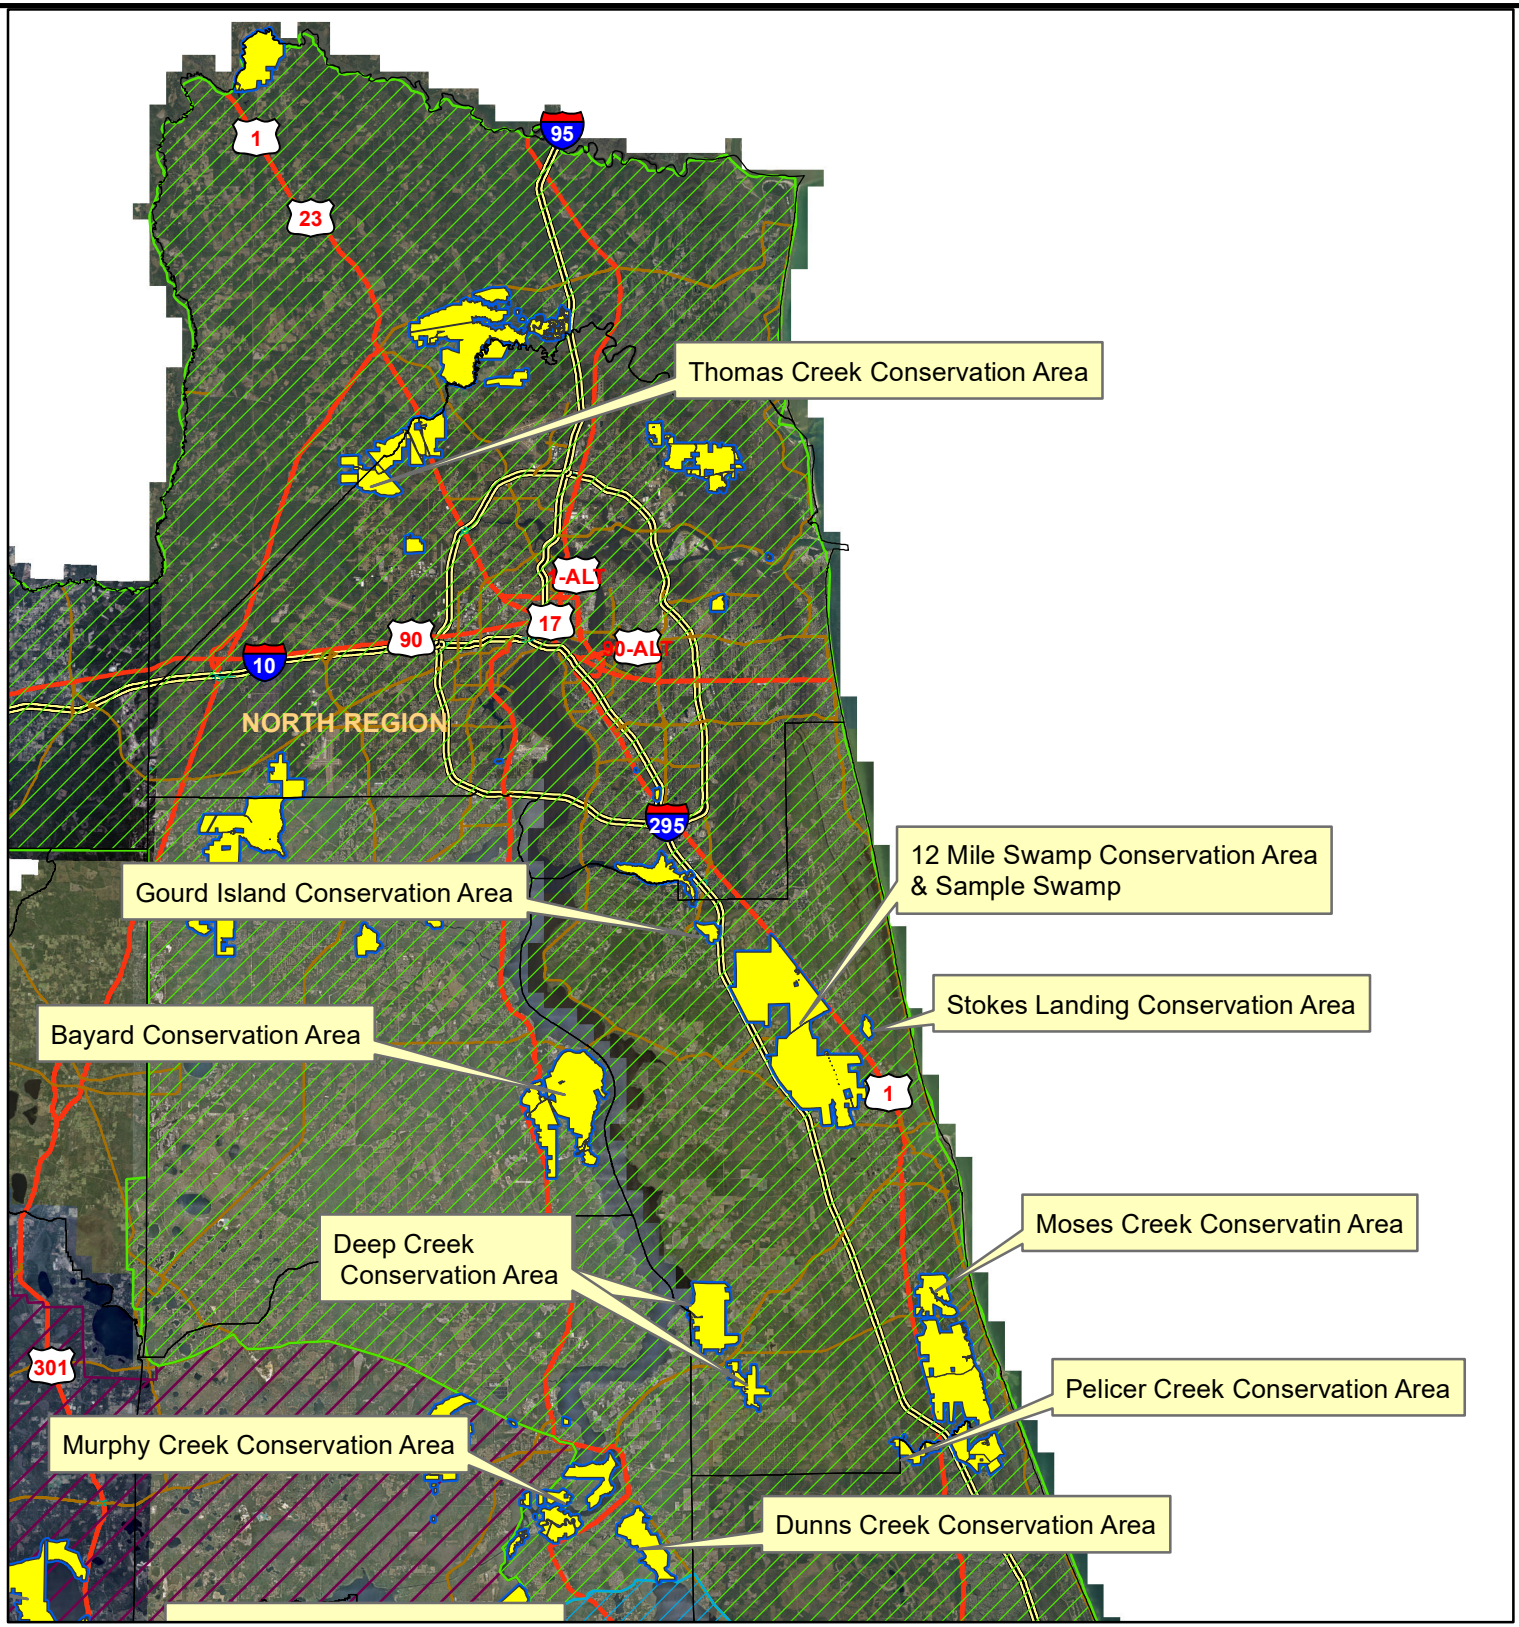 95
1
23
Thomas Creek Conservation Area
1-ALT
17
90
90-ALT
10
NORTH REGION
295
12 Mile Swamp Conservation Area
& Sample Swamp
Gourd Island Conservation Area
Stokes Landing Conservation Area
Bayard Conservation Area
1
Moses Creek Conservatin Area
Deep Creek
Conservation Area
301
Pelicer Creek Conservation Area
Murphy Creek Conservation Area
Dunns Creek Conservation Area